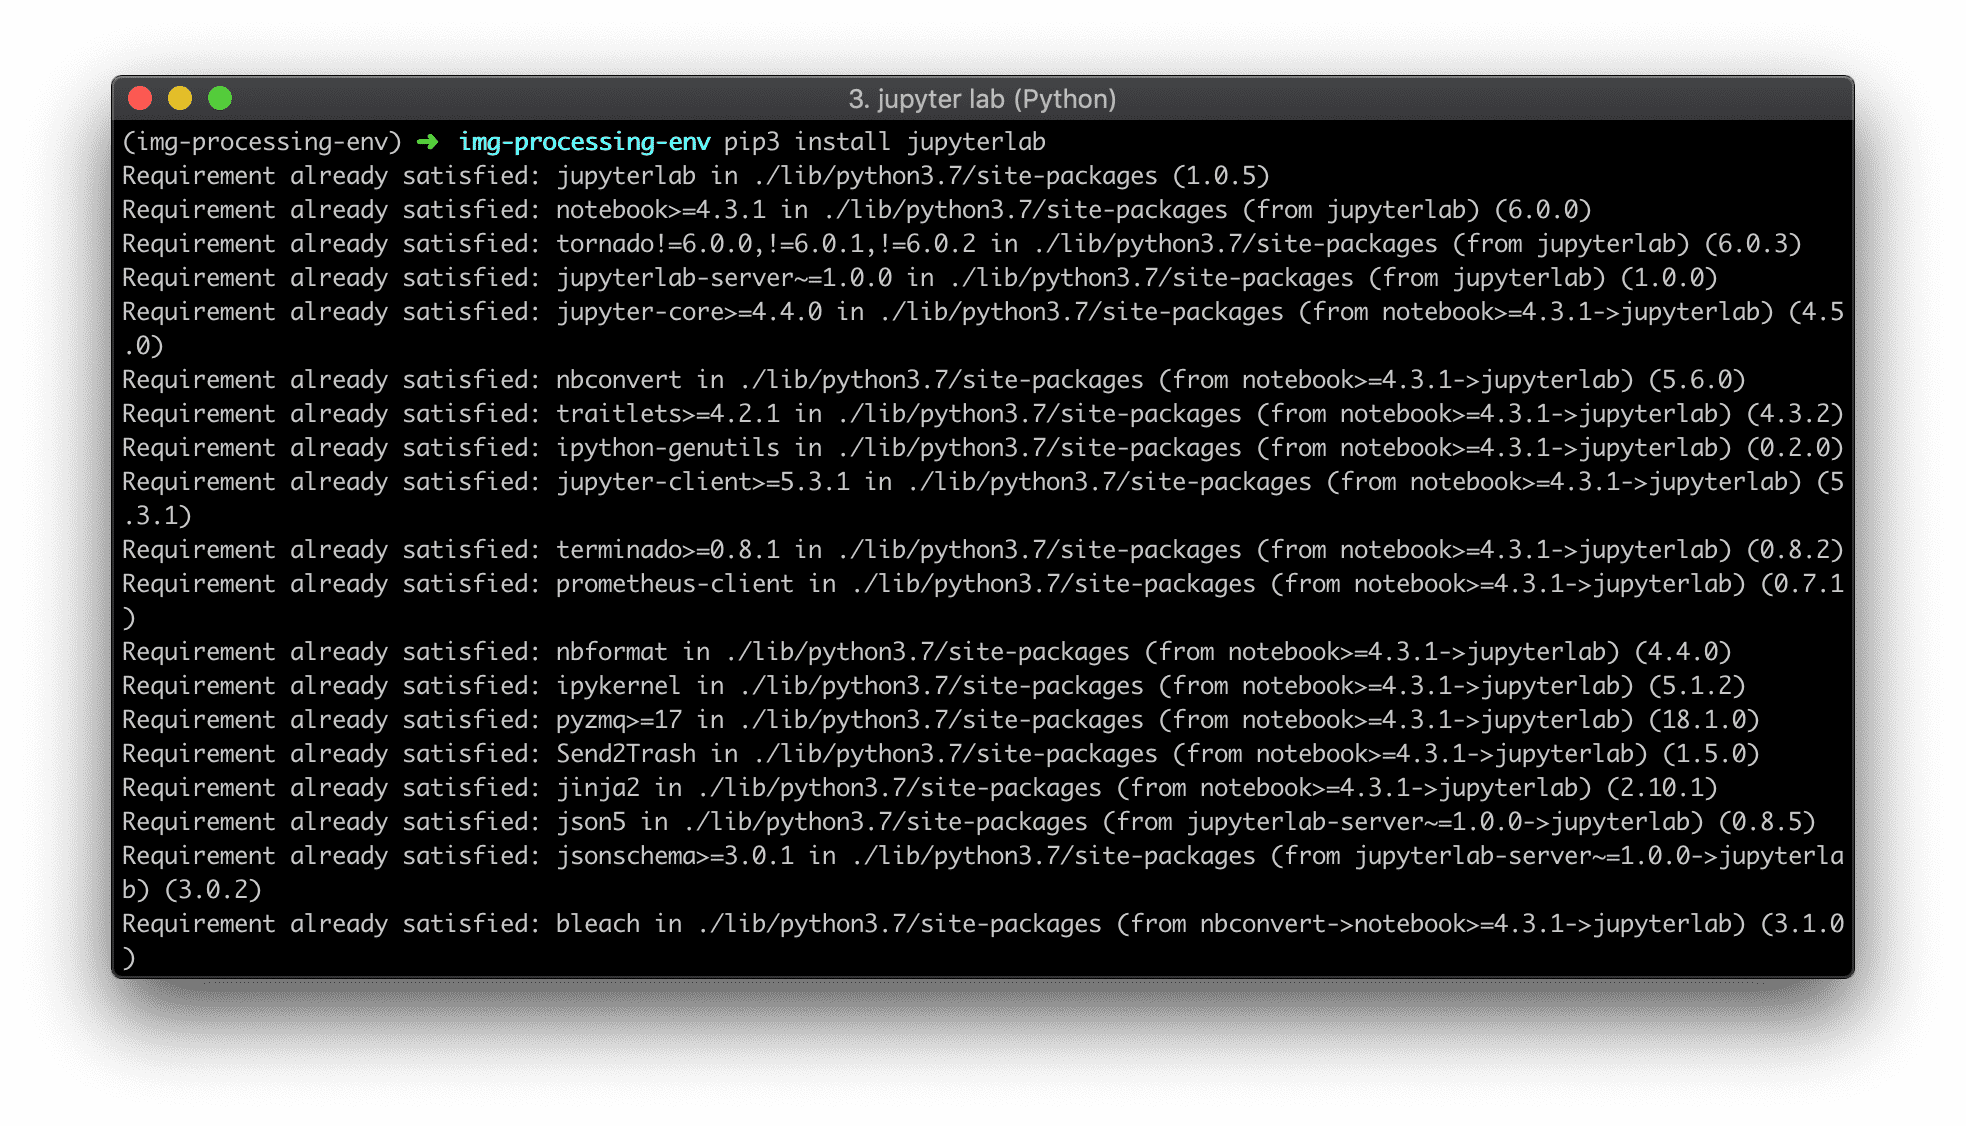 3. jupyter lab (Python)
(img-processing-env) ➜ img-processing-env pip3 install jupyterlab
Requirement already satisfied: jupyterlab in ./lib/python3.7/site-packages (1.0.5)
Requirement already satisfied: notebook>=4.3.1 in ./lib/python3.7/site-packages (from jupyterlab) (6.0.0)
Requirement already satisfied: tornado!=6.0.0,!=6.0.1,!=6.0.2 in ./lib/python3.7/site-packages (from jupyterlab) (6.0.3)
Requirement already satisfied: jupyterlab-server~=1.0.0 in ./lib/python3.7/site-packages (from jupyterlab) (1.0.0)
Requirement already satisfied: jupyter-core>=4.4.0 in ./lib/python3.7/site-packages (from notebook>=4.3.1->jupyterlab) (4.5
.0)
Requirement already satisfied: nbconvert in ./lib/python3.7/site-packages (from notebook>=4.3.1->jupyterlab) (5.6.0)
Requirement already satisfied: traitlets>=4.2.1 in ./lib/python3.7/site-packages (from notebook>=4.3.1->jupyterlab) (4.3.2)
Requirement already satisfied: ipython-genutils in ./lib/python3.7/site-packages (from notebook>=4.3.1->jupyterlab) (0.2.0)
Requirement already satisfied: jupyter-client>=5.3.1 in ./lib/python3.7/site-packages (from notebook>=4.3.1->jupyterlab) (5
.3.1)
Requirement already satisfied: terminado>=0.8.1 in ./lib/python3.7/site-packages (from notebook>=4.3.1->jupyterlab) (0.8.2)
Requirement already satisfied: prometheus-client in ./lib/python3.7/site-packages (from notebook>=4.3.1->jupyterlab) (0.7.1
)
Requirement already satisfied: nbformat in ./lib/python3.7/site-packages (from notebook>=4.3.1->jupyterlab) (4.4.0)
Requirement already satisfied: ipykernel in ./lib/python3.7/site-packages (from notebook>=4.3.1->jupyterlab) (5.1.2)
Requirement already satisfied: pyzmq>=17 in ./lib/python3.7/site-packages (from notebook>=4.3.1->jupyterlab) (18.1.0)
Requirement already satisfied: Send2Trash in ./lib/python3.7/site-packages (from notebook>=4.3.1->jupyterlab) (1.5.0)
Requirement already satisfied: jinja2 in ./lib/python3.7/site-packages (from notebook>=4.3.1->jupyterlab) (2.10.1)
Requirement already satisfied: json5 in ./lib/python3.7/site-packages (from jupyterlab-server~=1.0.0->jupyterlab) (0.8.5)
Requirement already satisfied: jsonschema>=3.0.1 in ./lib/python3.7/site-packages (from jupyterlab-server~=1.0.0->jupyterla
b) (3.0.2)
Requirement already satisfied: bleach in ./lib/python3.7/site-packages (from nbconvert->notebook>=4.3.1->jupyterlab) (3.1.0
)